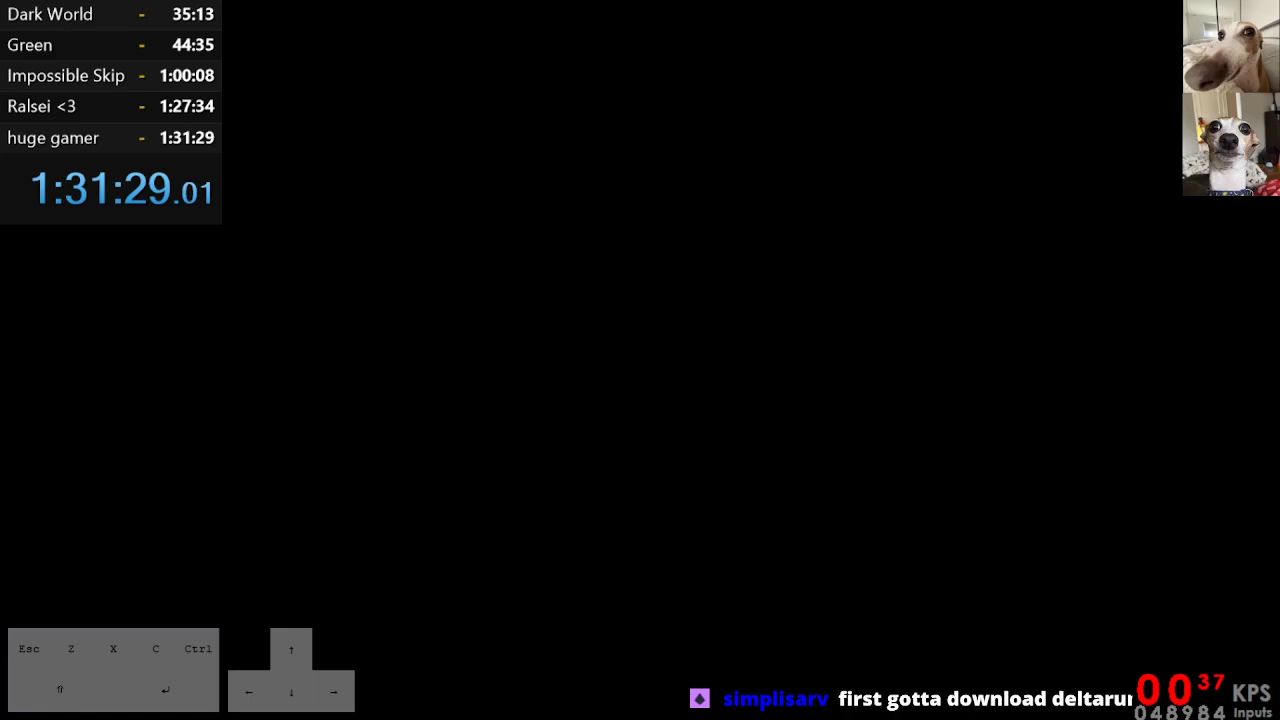 Dark World - 35:13
Green - 44:35
Impossible Skip - 1:00:08
Ralsei <3 - 1:27:34
huge gamer - 1:31:29
1:31:29.01
Esc Z X C Ctrl ↑
⇧ ↵ ← ↓ →
simplisarv first gotta download deltarun
00 37 KPS
048984 Inputs